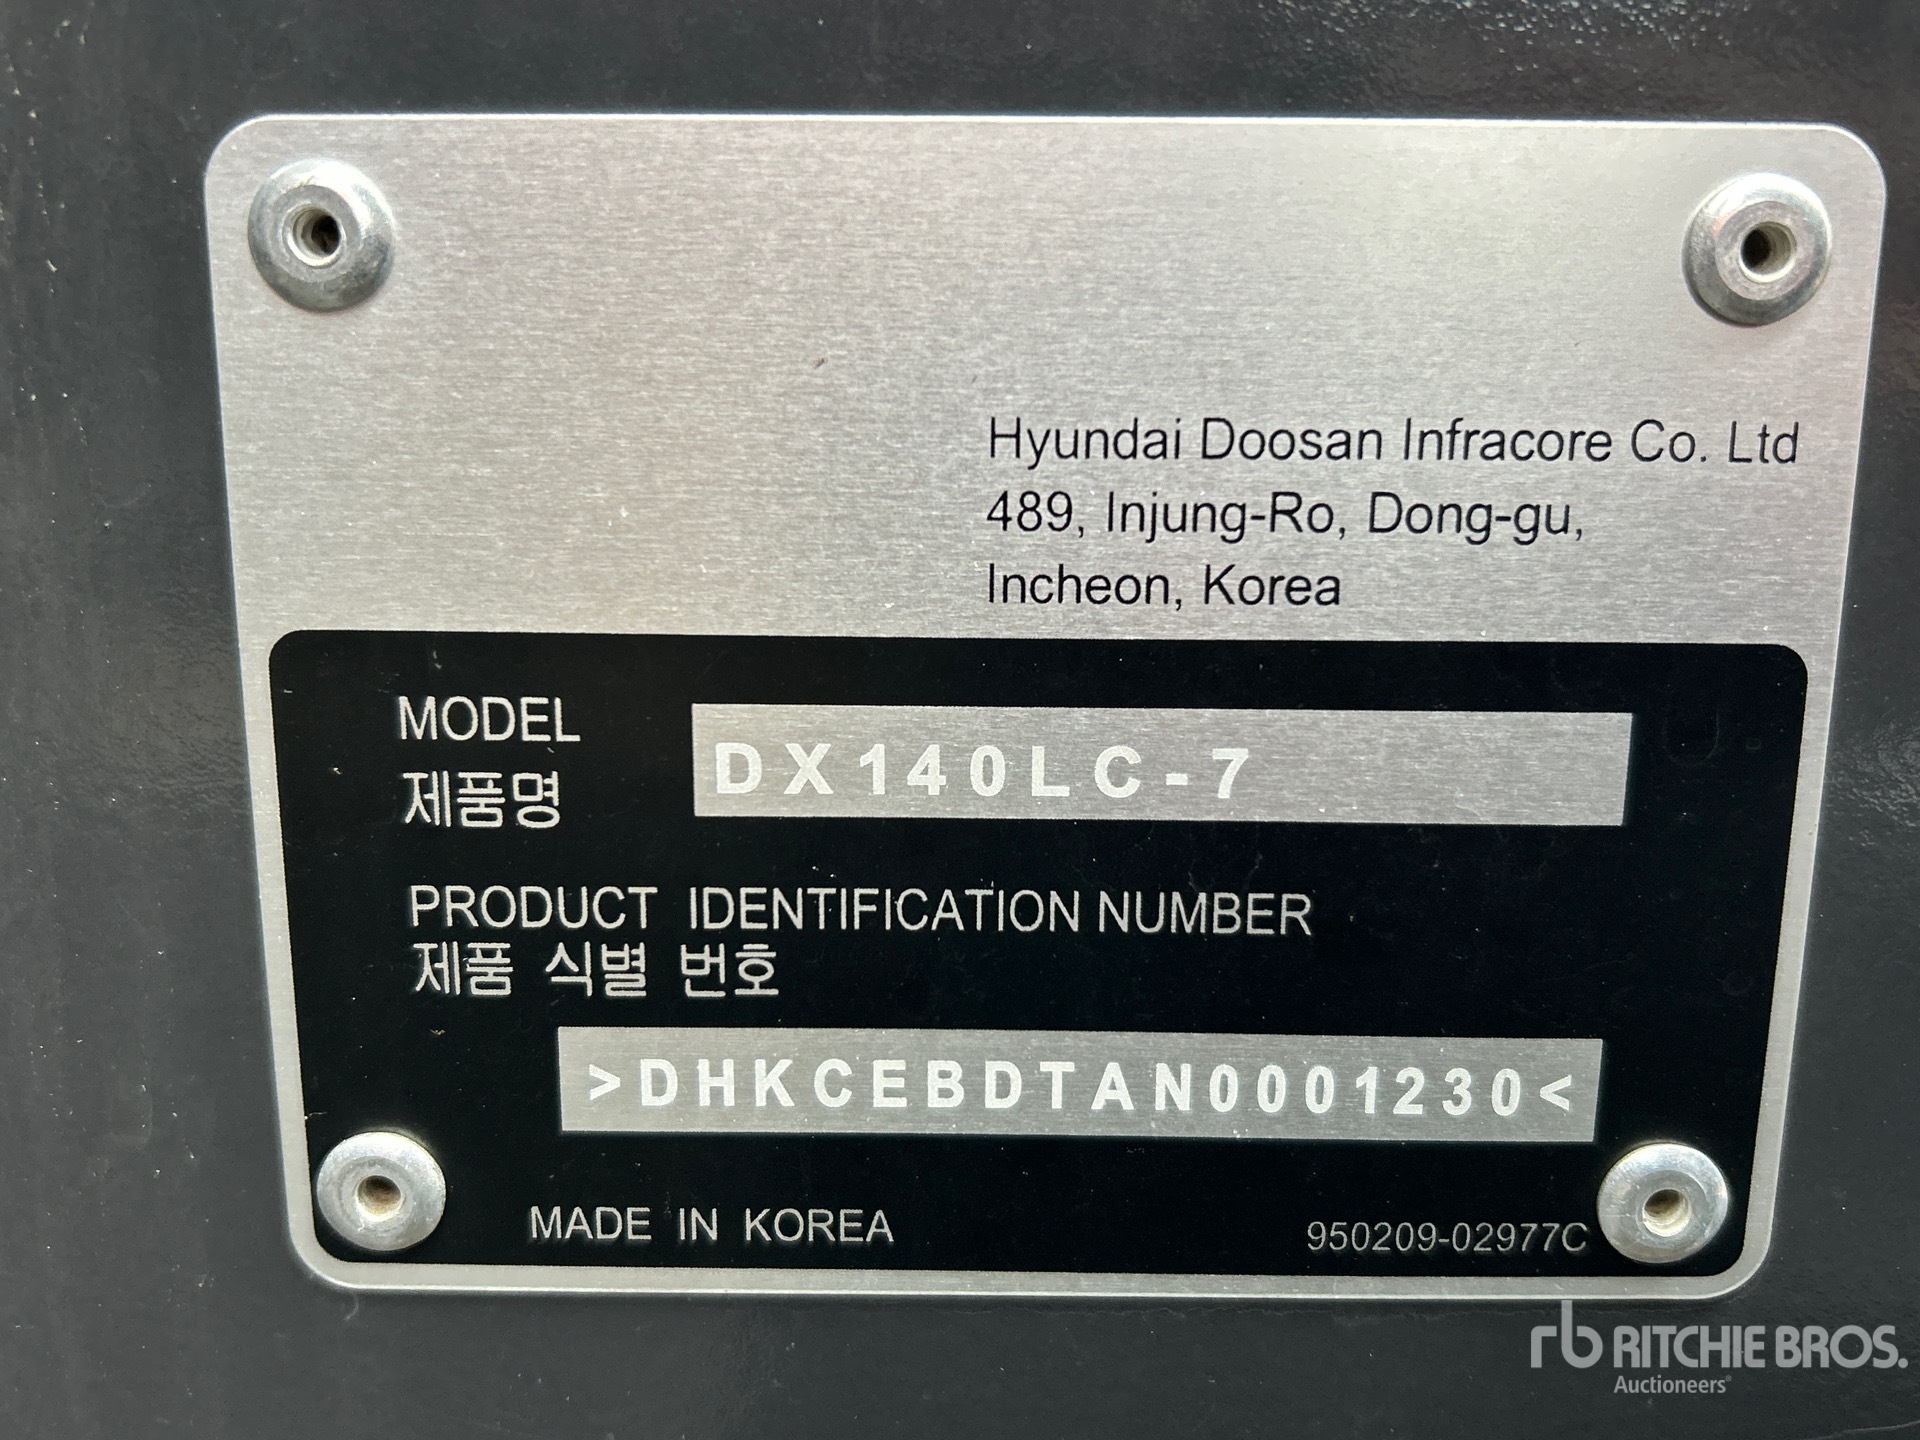 Hyundai Doosan Infracore Co. Ltd
489, Injung-Ro, Dong-gu,
Incheon, Korea
MODEL
제품명
DX140LC-7
PRODUCT IDENTIFICATION NUMBER
제품 식별 번호
>DHKCEBDTAN0001230<
MADE IN KOREA
950209-02977C
rb RITCHIE BROS.
Auctioneers